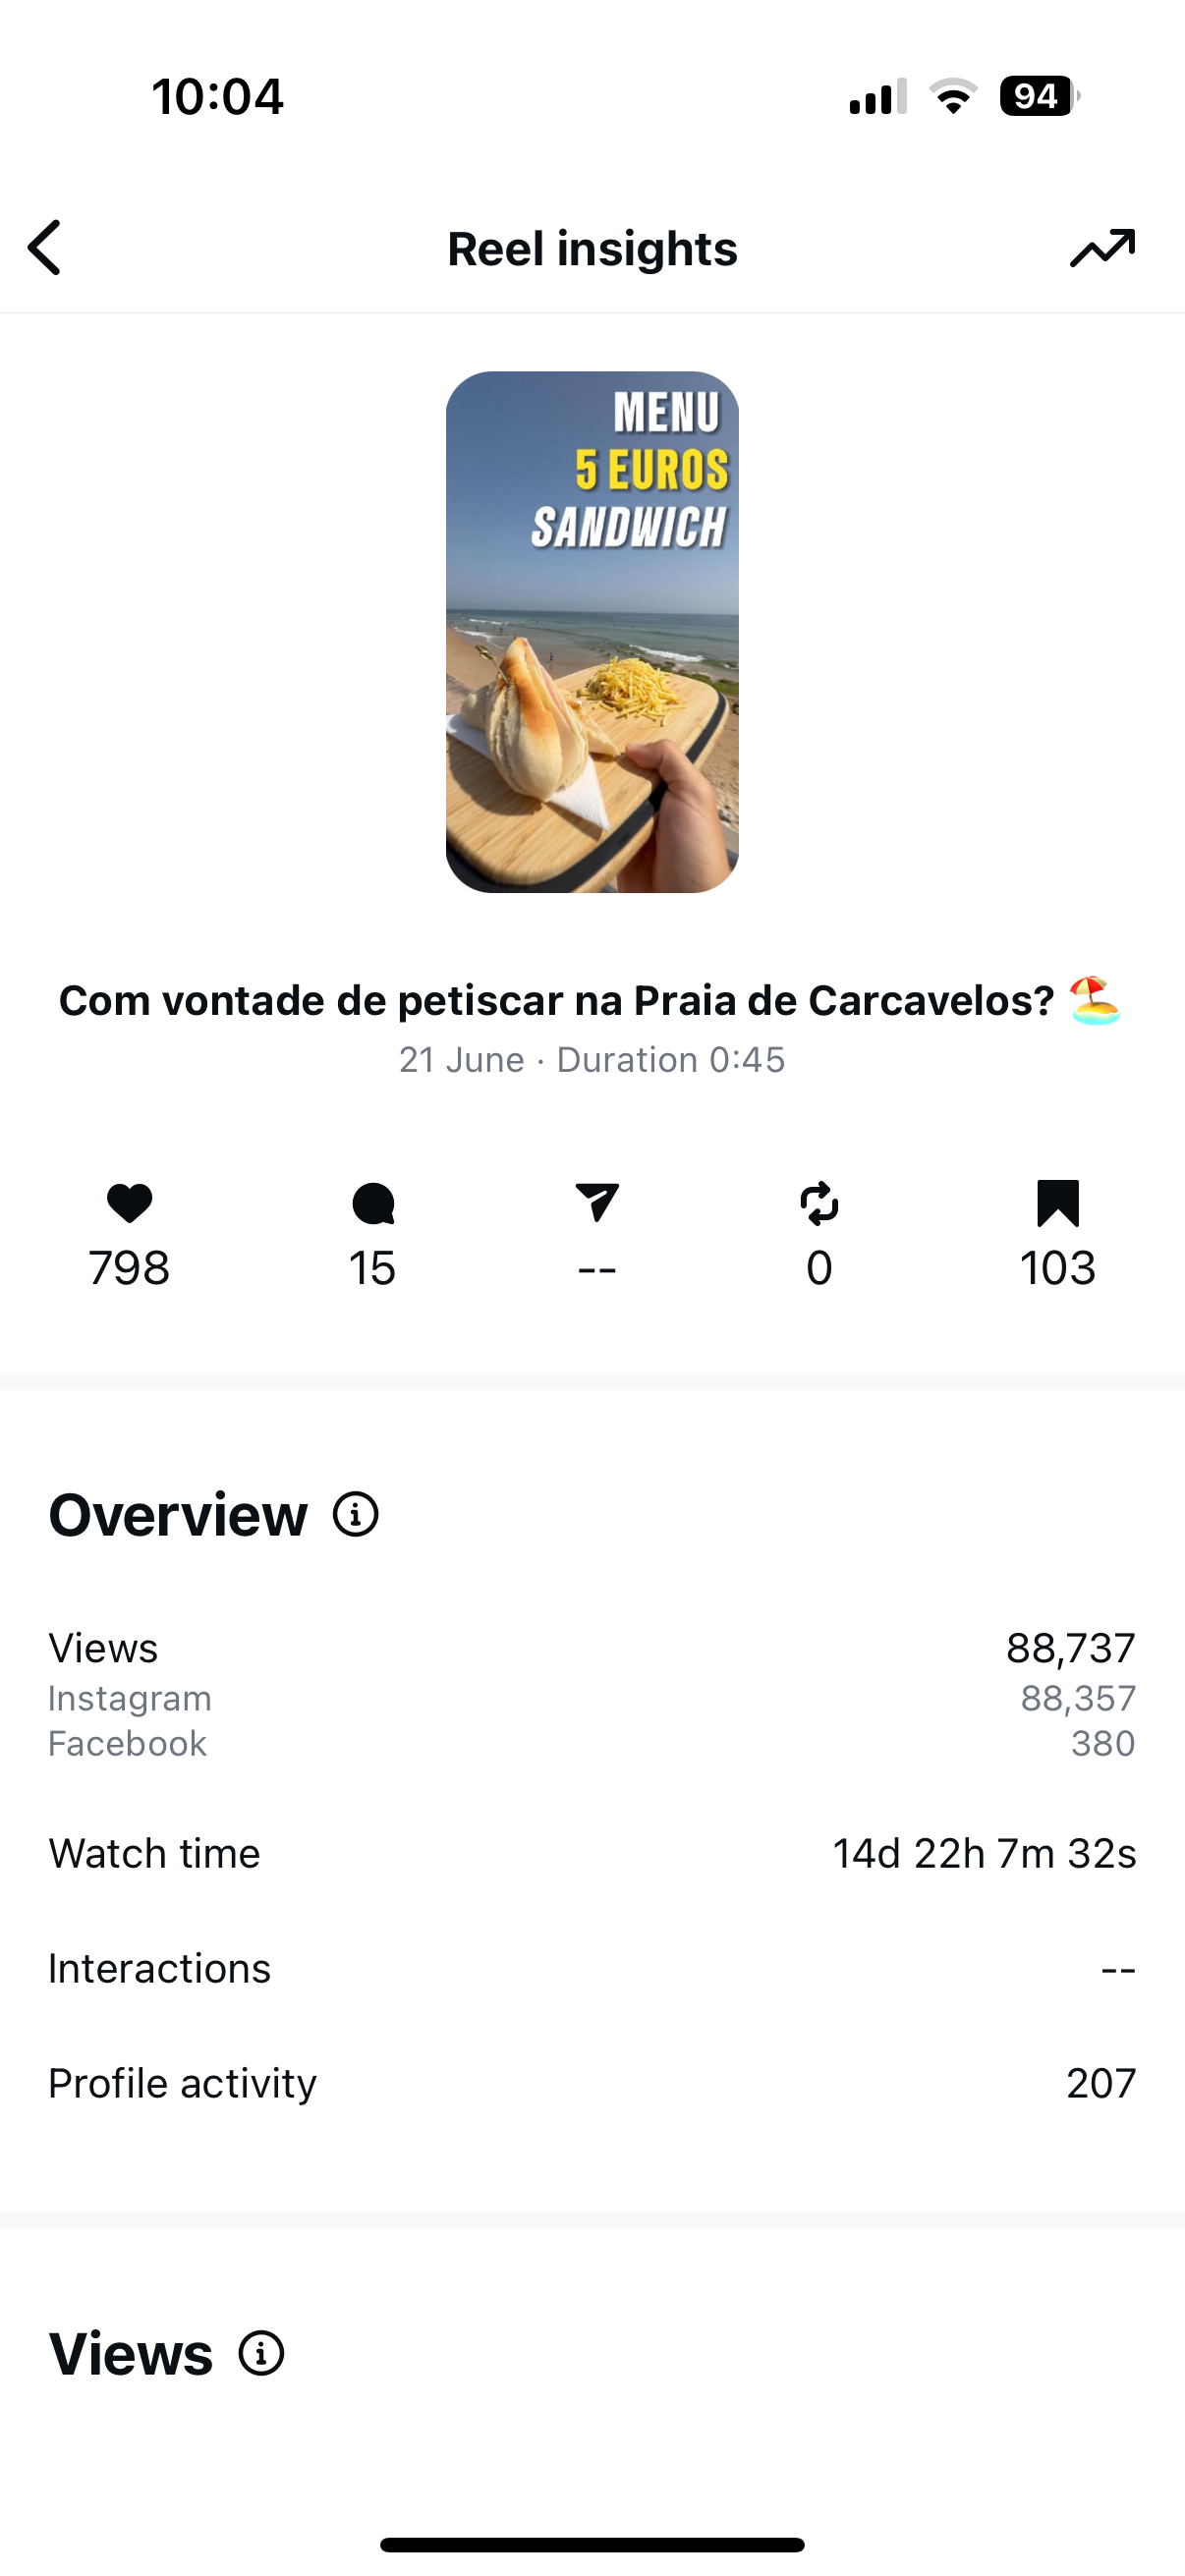 10:04
94
Reel insights
MENU
5 EUROS
SANDWICH
Com vontade de petiscar na Praia de Carcavelos? 🏖️
21 June · Duration 0:45
798 15 -- 0 103
Overview
Views 88,737
Instagram 88,357
Facebook 380
Watch time 14d 22h 7m 32s
Interactions --
Profile activity 207
Views